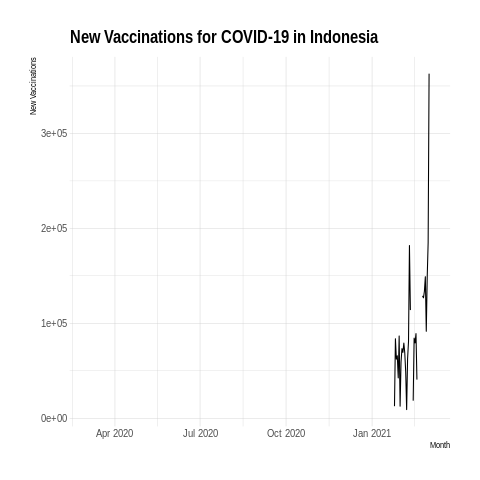 New Vaccinations for COVID-19 in Indonesia
New Vaccinations
3e+05
2e+05
1e+05
0e+00
Apr 2020 Jul 2020 Oct 2020 Jan 2021
Month